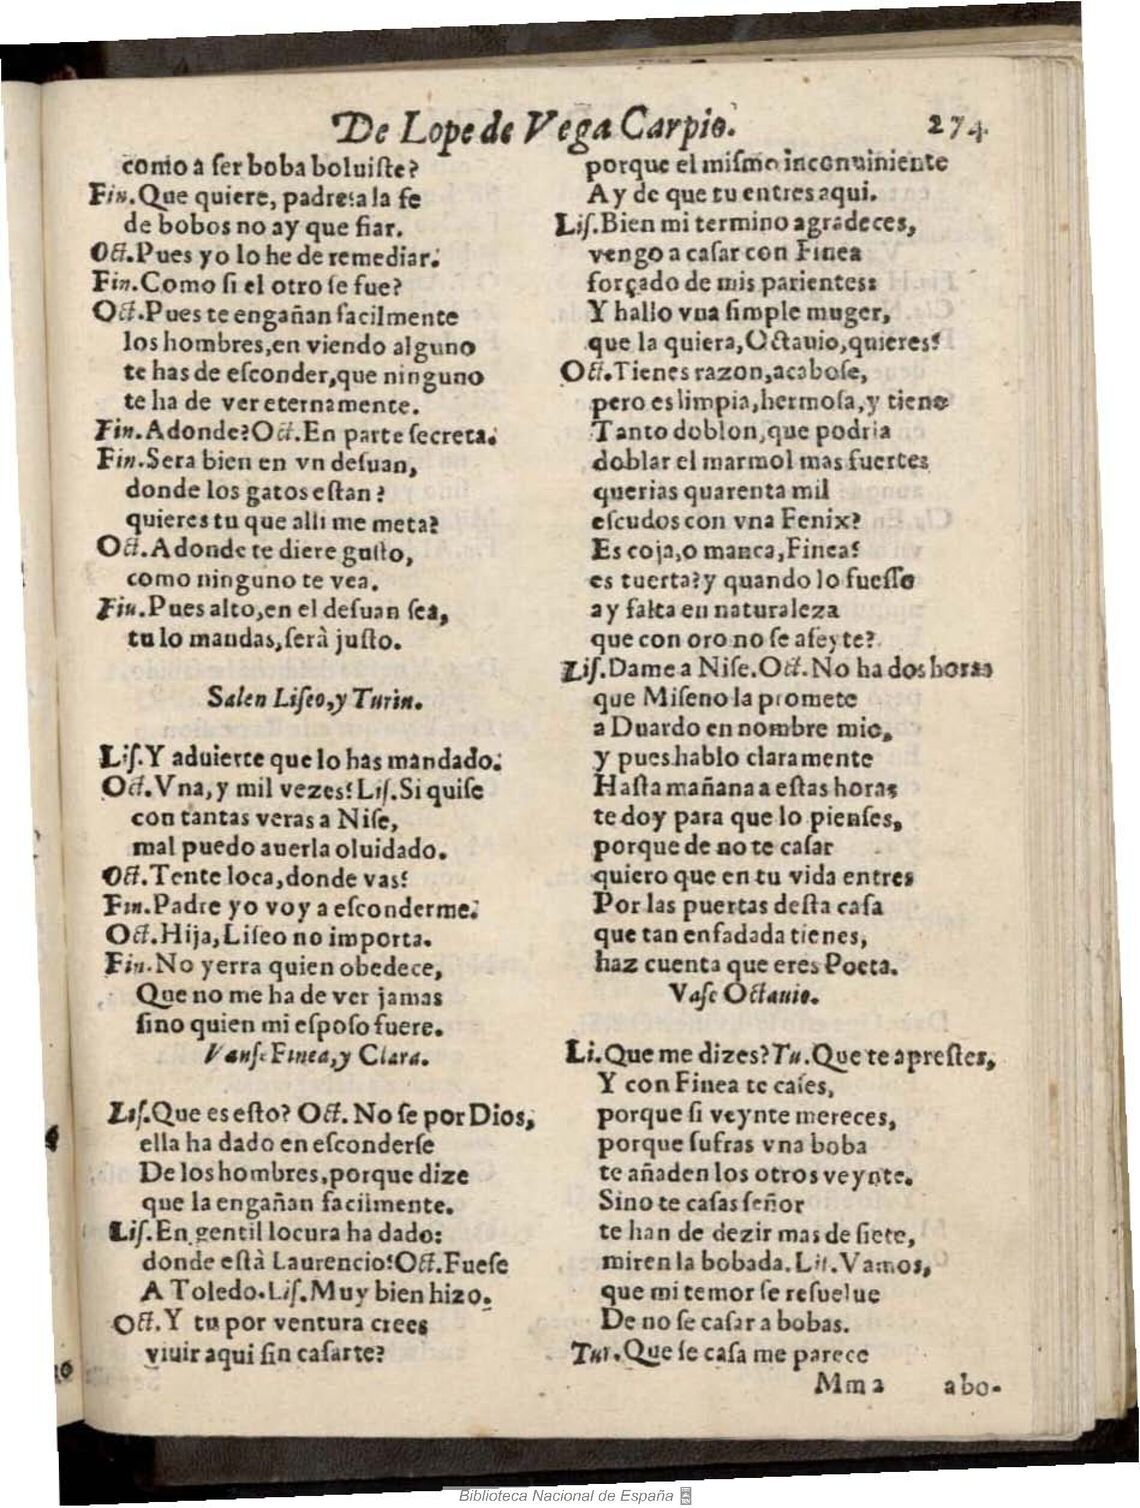 De Lope de Vega Carpio. 274.
como a ſer boba boluiſte?
Fin. Que quiere, padre? a la fe
de bobos no ay que fiar.
Oct. Pues yo lo he de remediar.
Fin. Como ſi el otro ſe fue?
Oct. Pues te engañan facilmente
los hombres, en viendo alguno
te has de eſconder, que ninguno
te ha de ver eternamente.
Fin. Adonde? Oct. En parte ſecreta.
Fin. Sera bien en vn deſuan,
donde los gatos eſtan?
quieres tu que alli me meta?
Oct. Adonde te diere guſto,
como ninguno te vea.
Fin. Pues alto, en el deſuan ſea,
tu lo mandas, ſerà juſto.
Salen Liſeo, y Turin.
Liſ. Y aduierte que lo has mandado.
Oct. Vna, y mil vezes? Liſ. Si quiſe
con tantas veras a Niſe,
mal puedo auerla oluidado.
Oct. Tente loca, donde vas?
Fin. Padre yo voy a eſconderme.
Oct. Hija, Liſeo no importa.
Fin. No yerra quien obedece,
Que no me ha de ver jamas
ſino quien mi eſpoſo fuere.
Vanſe Finea, y Clara.
Liſ. Que es eſto? Oct. No ſe por Dios,
ella ha dado en eſconderſe
De los hombres, porque dize
que la engañan facilmente.
Liſ. En gentil locura ha dado:
donde eſtà Laurencio? Oct. Fueſe
A Toledo. Liſ. Muy bien hizo.
Oct. Y tu por ventura crees
viuir aqui ſin caſarte?
porque el miſmo inconuiniente
Ay de que tu entres aqui.
Liſ. Bien mi termino agradeces,
vengo a caſar con Finea
forçado de mis parientes:
Y hallo vna ſimple muger,
que la quiera, Octauio, quieres?
Oct. Tienes razon, acaboſe,
pero es limpia, hermoſa, y tiene
Tanto doblon, que podria
doblar el marmol mas fuerte:
querias quarenta mil
eſcudos con vna Fenix?
Es coja, o manca, Finea?
es tuerta? y quando lo fueſſe
ay falta en naturaleza
que con oro no ſe afeyte?
Liſ. Dame a Niſe. Oct. No ha dos horas
que Miſeno la promete
a Duardo en nombre mio,
y pues hablo claramente
Haſta mañana a eſtas horas
te doy para que lo pienſes,
porque de no te caſar
quiero que en tu vida entres
Por las puertas deſta caſa
que tan enfadada tienes,
haz cuenta que eres Poeta.
Vaſe Octauio.
Li. Que me dizes? Tu. Que te apreſtes,
Y con Finea te caſes,
porque ſi veynte mereces,
porque ſufras vna boba
te añaden los otros veynte.
Sino te caſas ſeñor
te han de dezir mas de ſiete,
miren la bobada. Liſ. Vamos,
que mi temor ſe reſuelue
De no ſe caſar a bobas.
Tur. Que ſe caſa me parece
Mm 2 abo-
Biblioteca Nacional de España